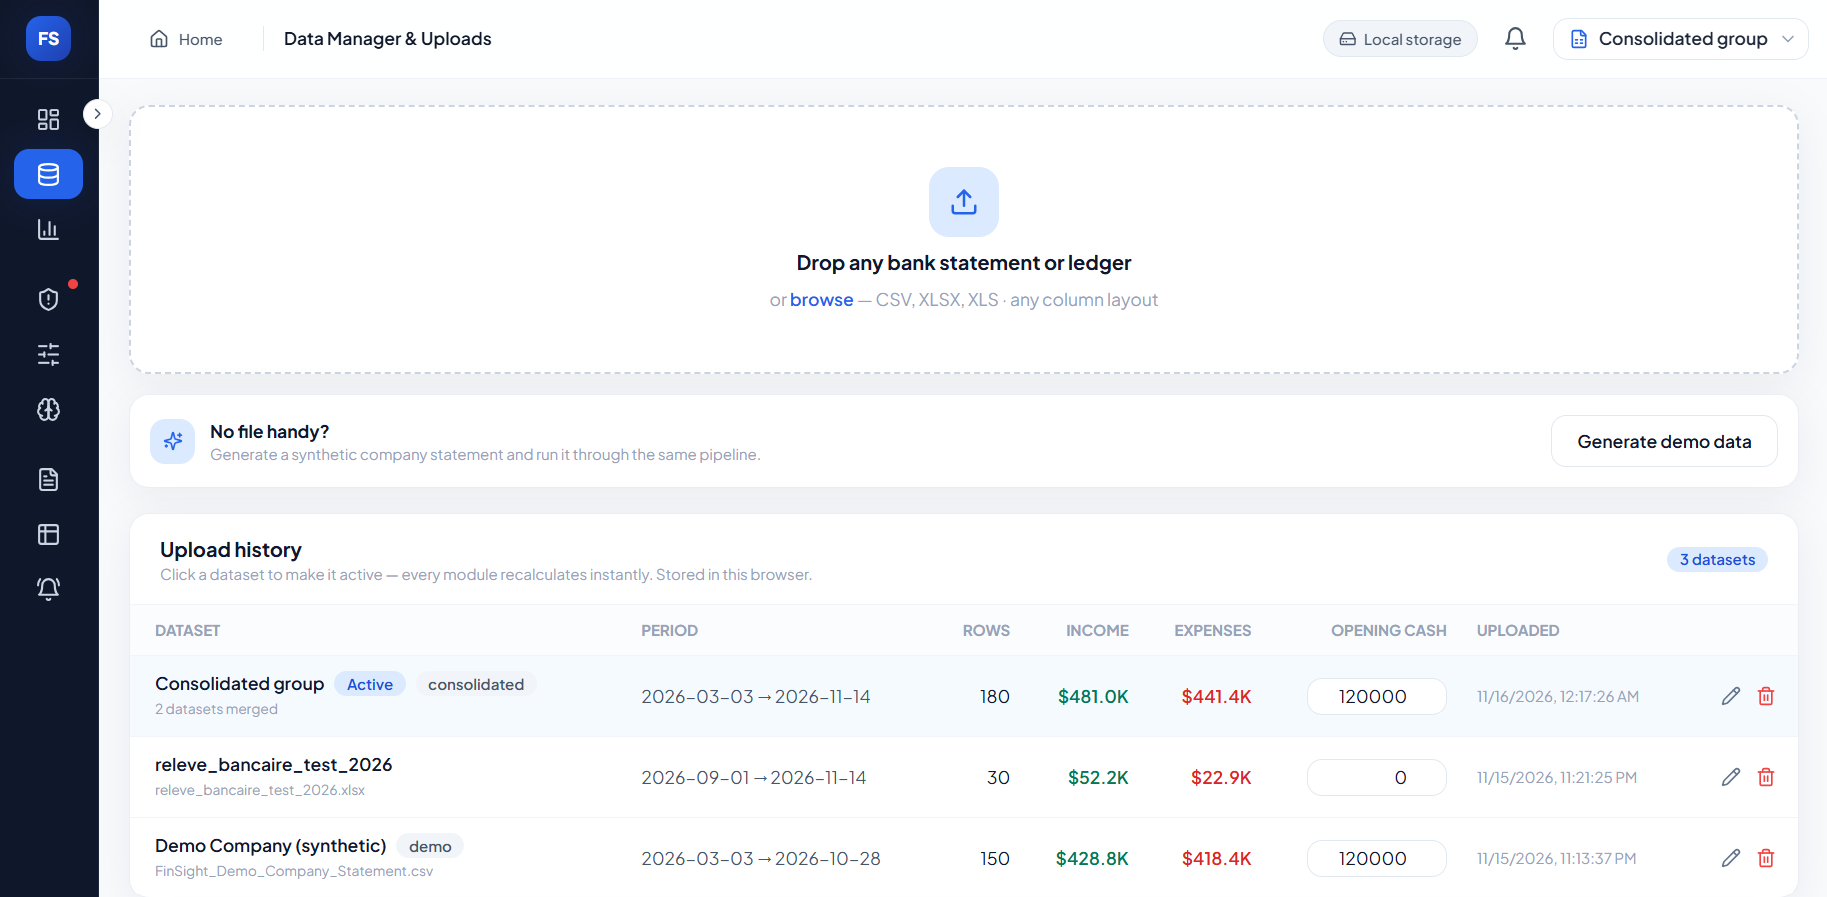 FS
Home
Data Manager & Uploads
Local storage
Consolidated group
Drop any bank statement or ledger
or browse — CSV, XLSX, XLS · any column layout
No file handy?
Generate a synthetic company statement and run it through the same pipeline.
Generate demo data
Upload history
Click a dataset to make it active — every module recalculates instantly. Stored in this browser.
3 datasets
DATASET PERIOD ROWS INCOME EXPENSES OPENING CASH UPLOADED
Consolidated group Active consolidated
2 datasets merged
2026-03-03 → 2026-11-14 180 $481.0K $441.4K 120000 11/16/2026, 12:17:26 AM
releve_bancaire_test_2026
releve_bancaire_test_2026.xlsx
2026-09-01 → 2026-11-14 30 $52.2K $22.9K 0 11/15/2026, 11:21:25 PM
Demo Company (synthetic) demo
FinSight_Demo_Company_Statement.csv
2026-03-03 → 2026-10-28 150 $428.8K $418.4K 120000 11/15/2026, 11:13:37 PM